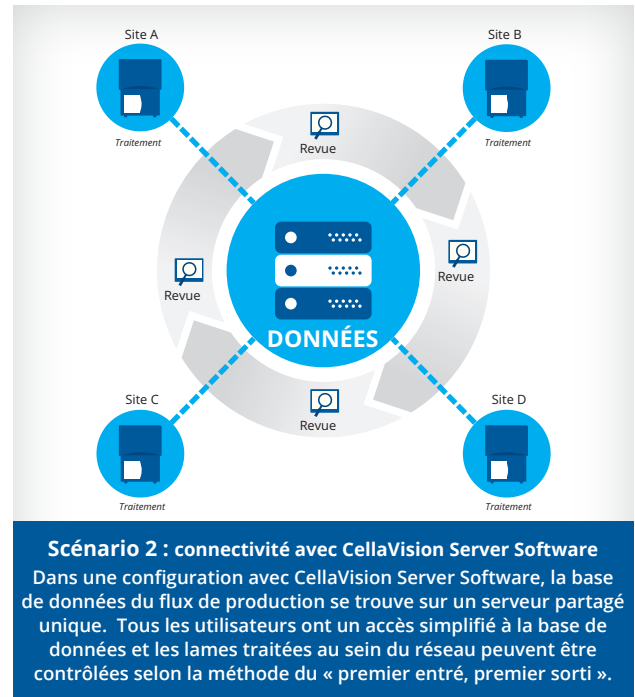 Site A
Site B
Traitement
Revue
Traitement
Revue
Revue
DONNÉES
Site C
Revue
Site D
Traitement
Traitement
Scénario 2 : connectivité avec CellaVision Server Software
Dans une configuration avec CellaVision Server Software, la base
de données du flux de production se trouve sur un serveur partagé
unique. Tous les utilisateurs ont un accès simplifié à la base de
données et les lames traitées au sein du réseau peuvent être
contrôlées selon la méthode du « premier entré, premier sorti ».